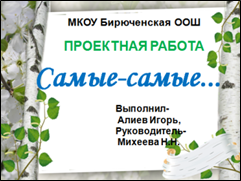 МКОУ Бирюченская ООШ
ПРОЕКТНАЯ РАБОТА
Самые-самые...
Выполнил-
Алиев Игорь,
Руководитель-
Михеева Н.Н.